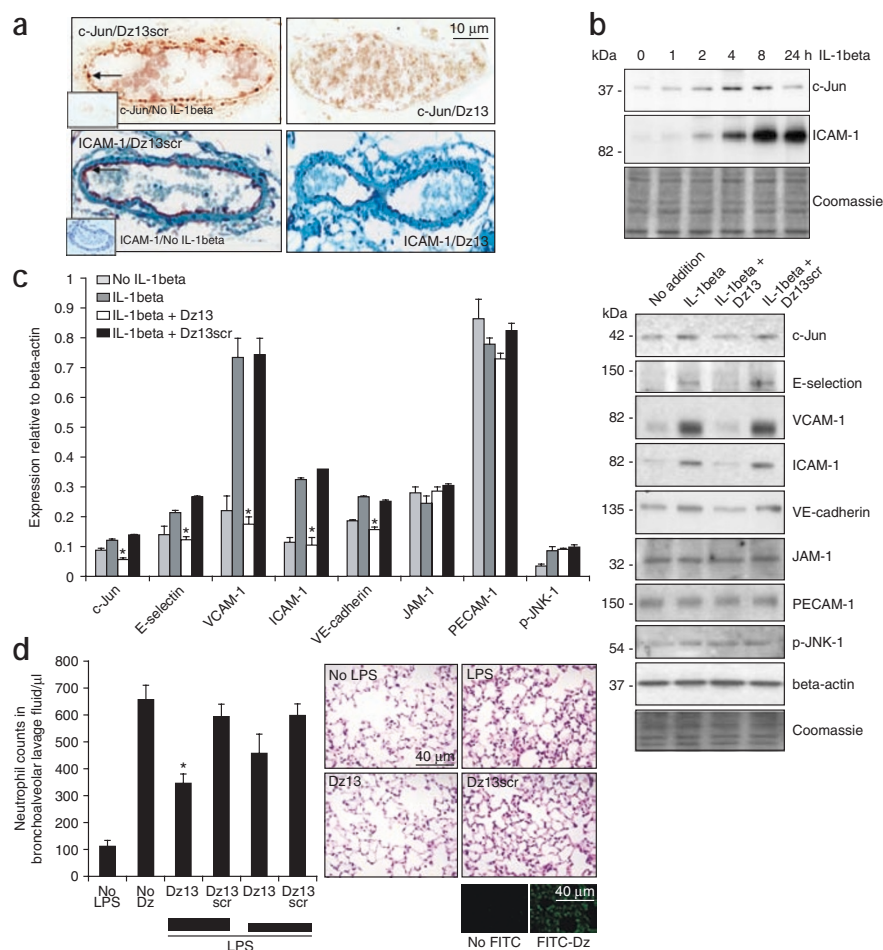 a
c-Jun/Dz13scr
10 µm
c-Jun/No IL-1beta
c-Jun/Dz13
ICAM-1/Dz13scr
ICAM-1/No IL-1beta
ICAM-1/Dz13
b
kDa 0 1 2 4 8 24 h IL-1beta
37 - c-Jun
ICAM-1
82 -
Coomassie
No addition
IL-1beta
IL-1beta + Dz13
IL-1beta + Dz13scr
kDa
42 - c-Jun
150 -
E-selection
82 - VCAM-1
82 - ICAM-1
135 - VE-cadherin
32 - JAM-1
150 - PECAM-1
54 - p-JNK-1
37 - beta-actin
Coomassie
c
No IL-1beta
IL-1beta
IL-1beta + Dz13
IL-1beta + Dz13scr
Expression relative to beta-actin
1
0.9
0.8
0.7
0.6
0.5
0.4
0.3
0.2
0.1
0
* * * * *
c-Jun
E-selectin
VCAM-1
ICAM-1
VE-cadherin
JAM-1
PECAM-1
p-JNK-1
d
Neutrophil counts in
bronchoalveolar lavage fluid/µl
800
700
600
500
400
300
200
100
0
*
No LPS
No Dz
Dz13
Dz13 scr
Dz13
Dz13 scr
LPS
No LPS
LPS
40 µm
Dz13
Dz13scr
40 µm
No FITC
FITC-Dz